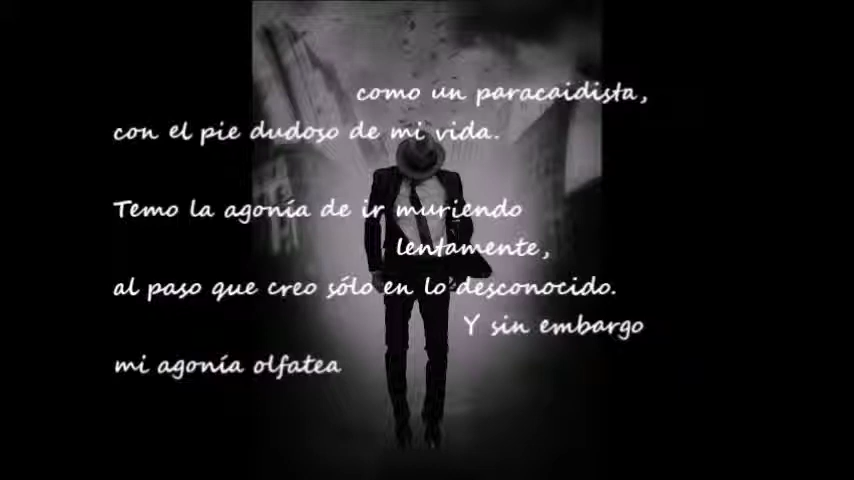 como un paracaidista,
con el pie dudoso de mi vida.
Temo la agonía de ir muriendo
lentamente,
al paso que creo sólo en lo desconocido.
Y sin embargo
mi agonía olfatea